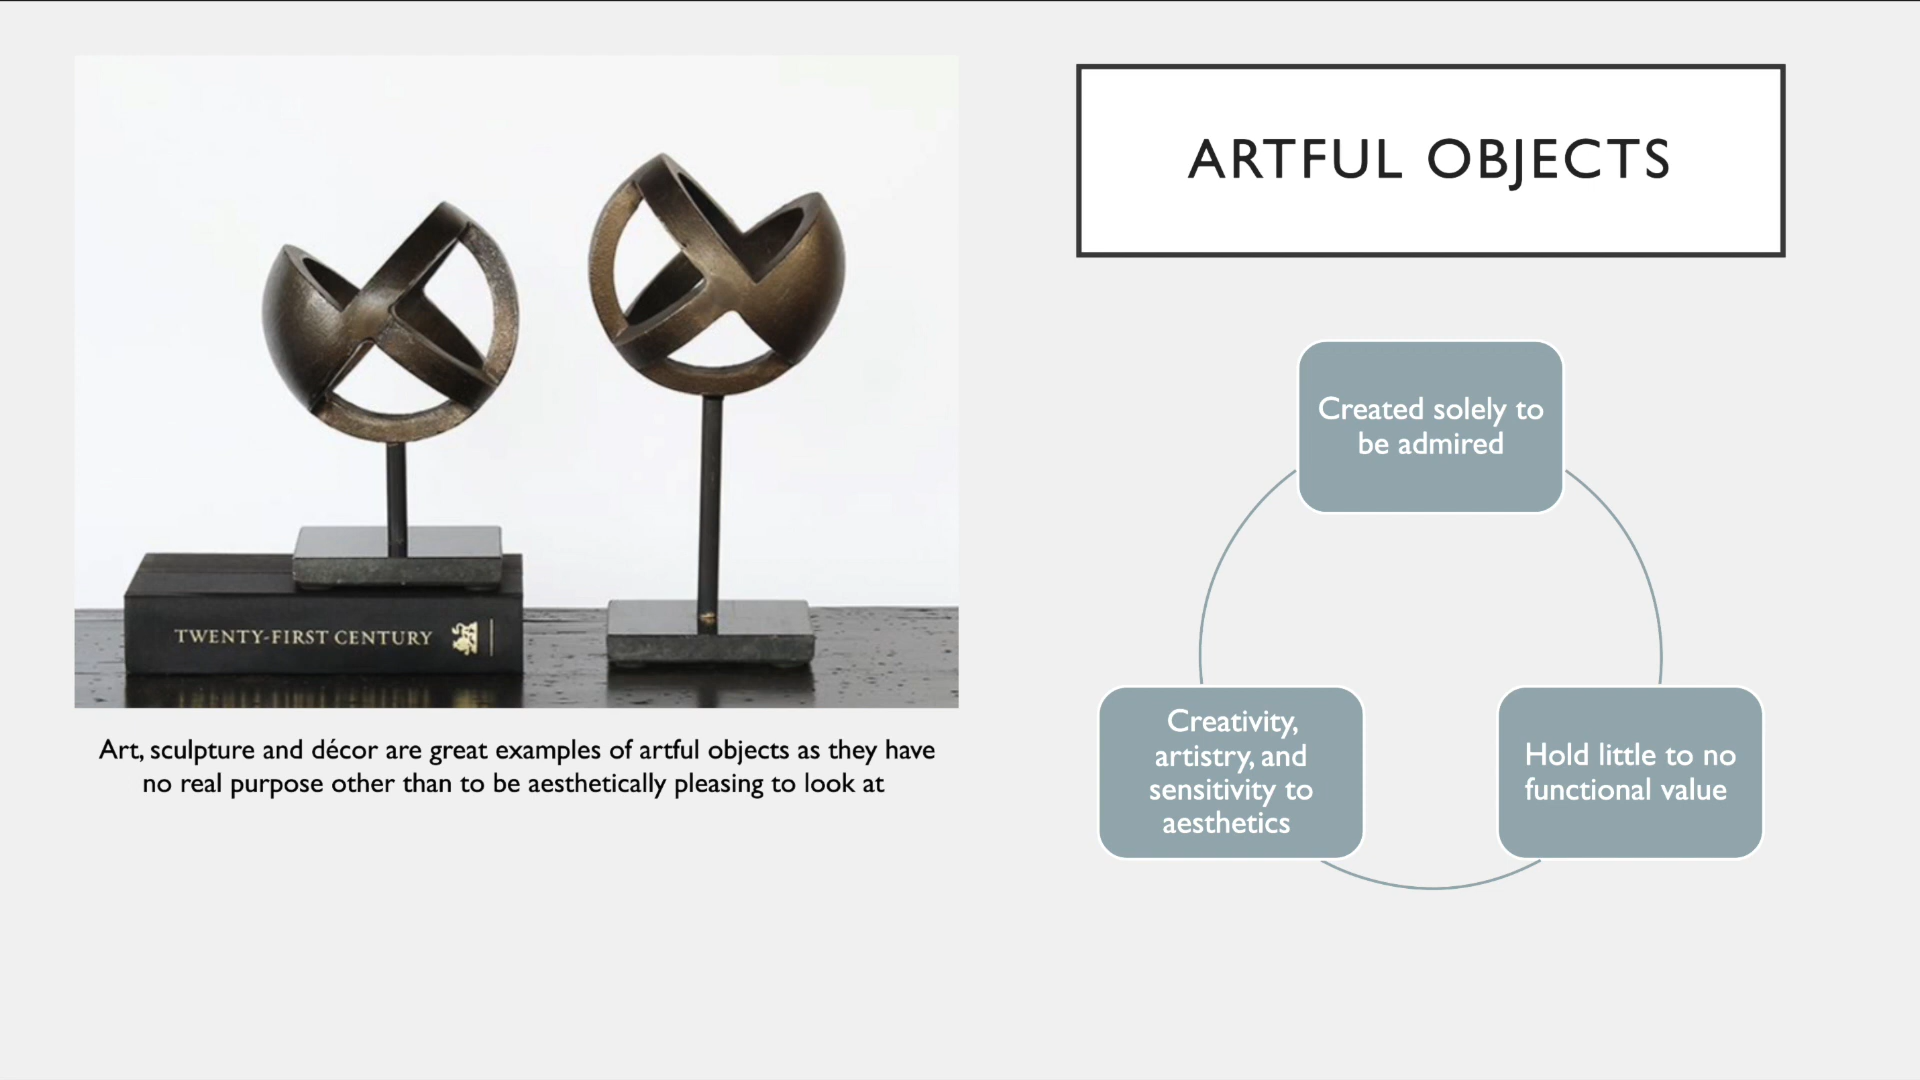 ARTFUL OBJECTS
TWENTY-FIRST CENTURY
Art, sculpture and décor are great examples of artful objects as they have
no real purpose other than to be aesthetically pleasing to look at
Created solely to
be admired
Creativity,
artistry, and
sensitivity to
aesthetics
Hold little to no
functional value